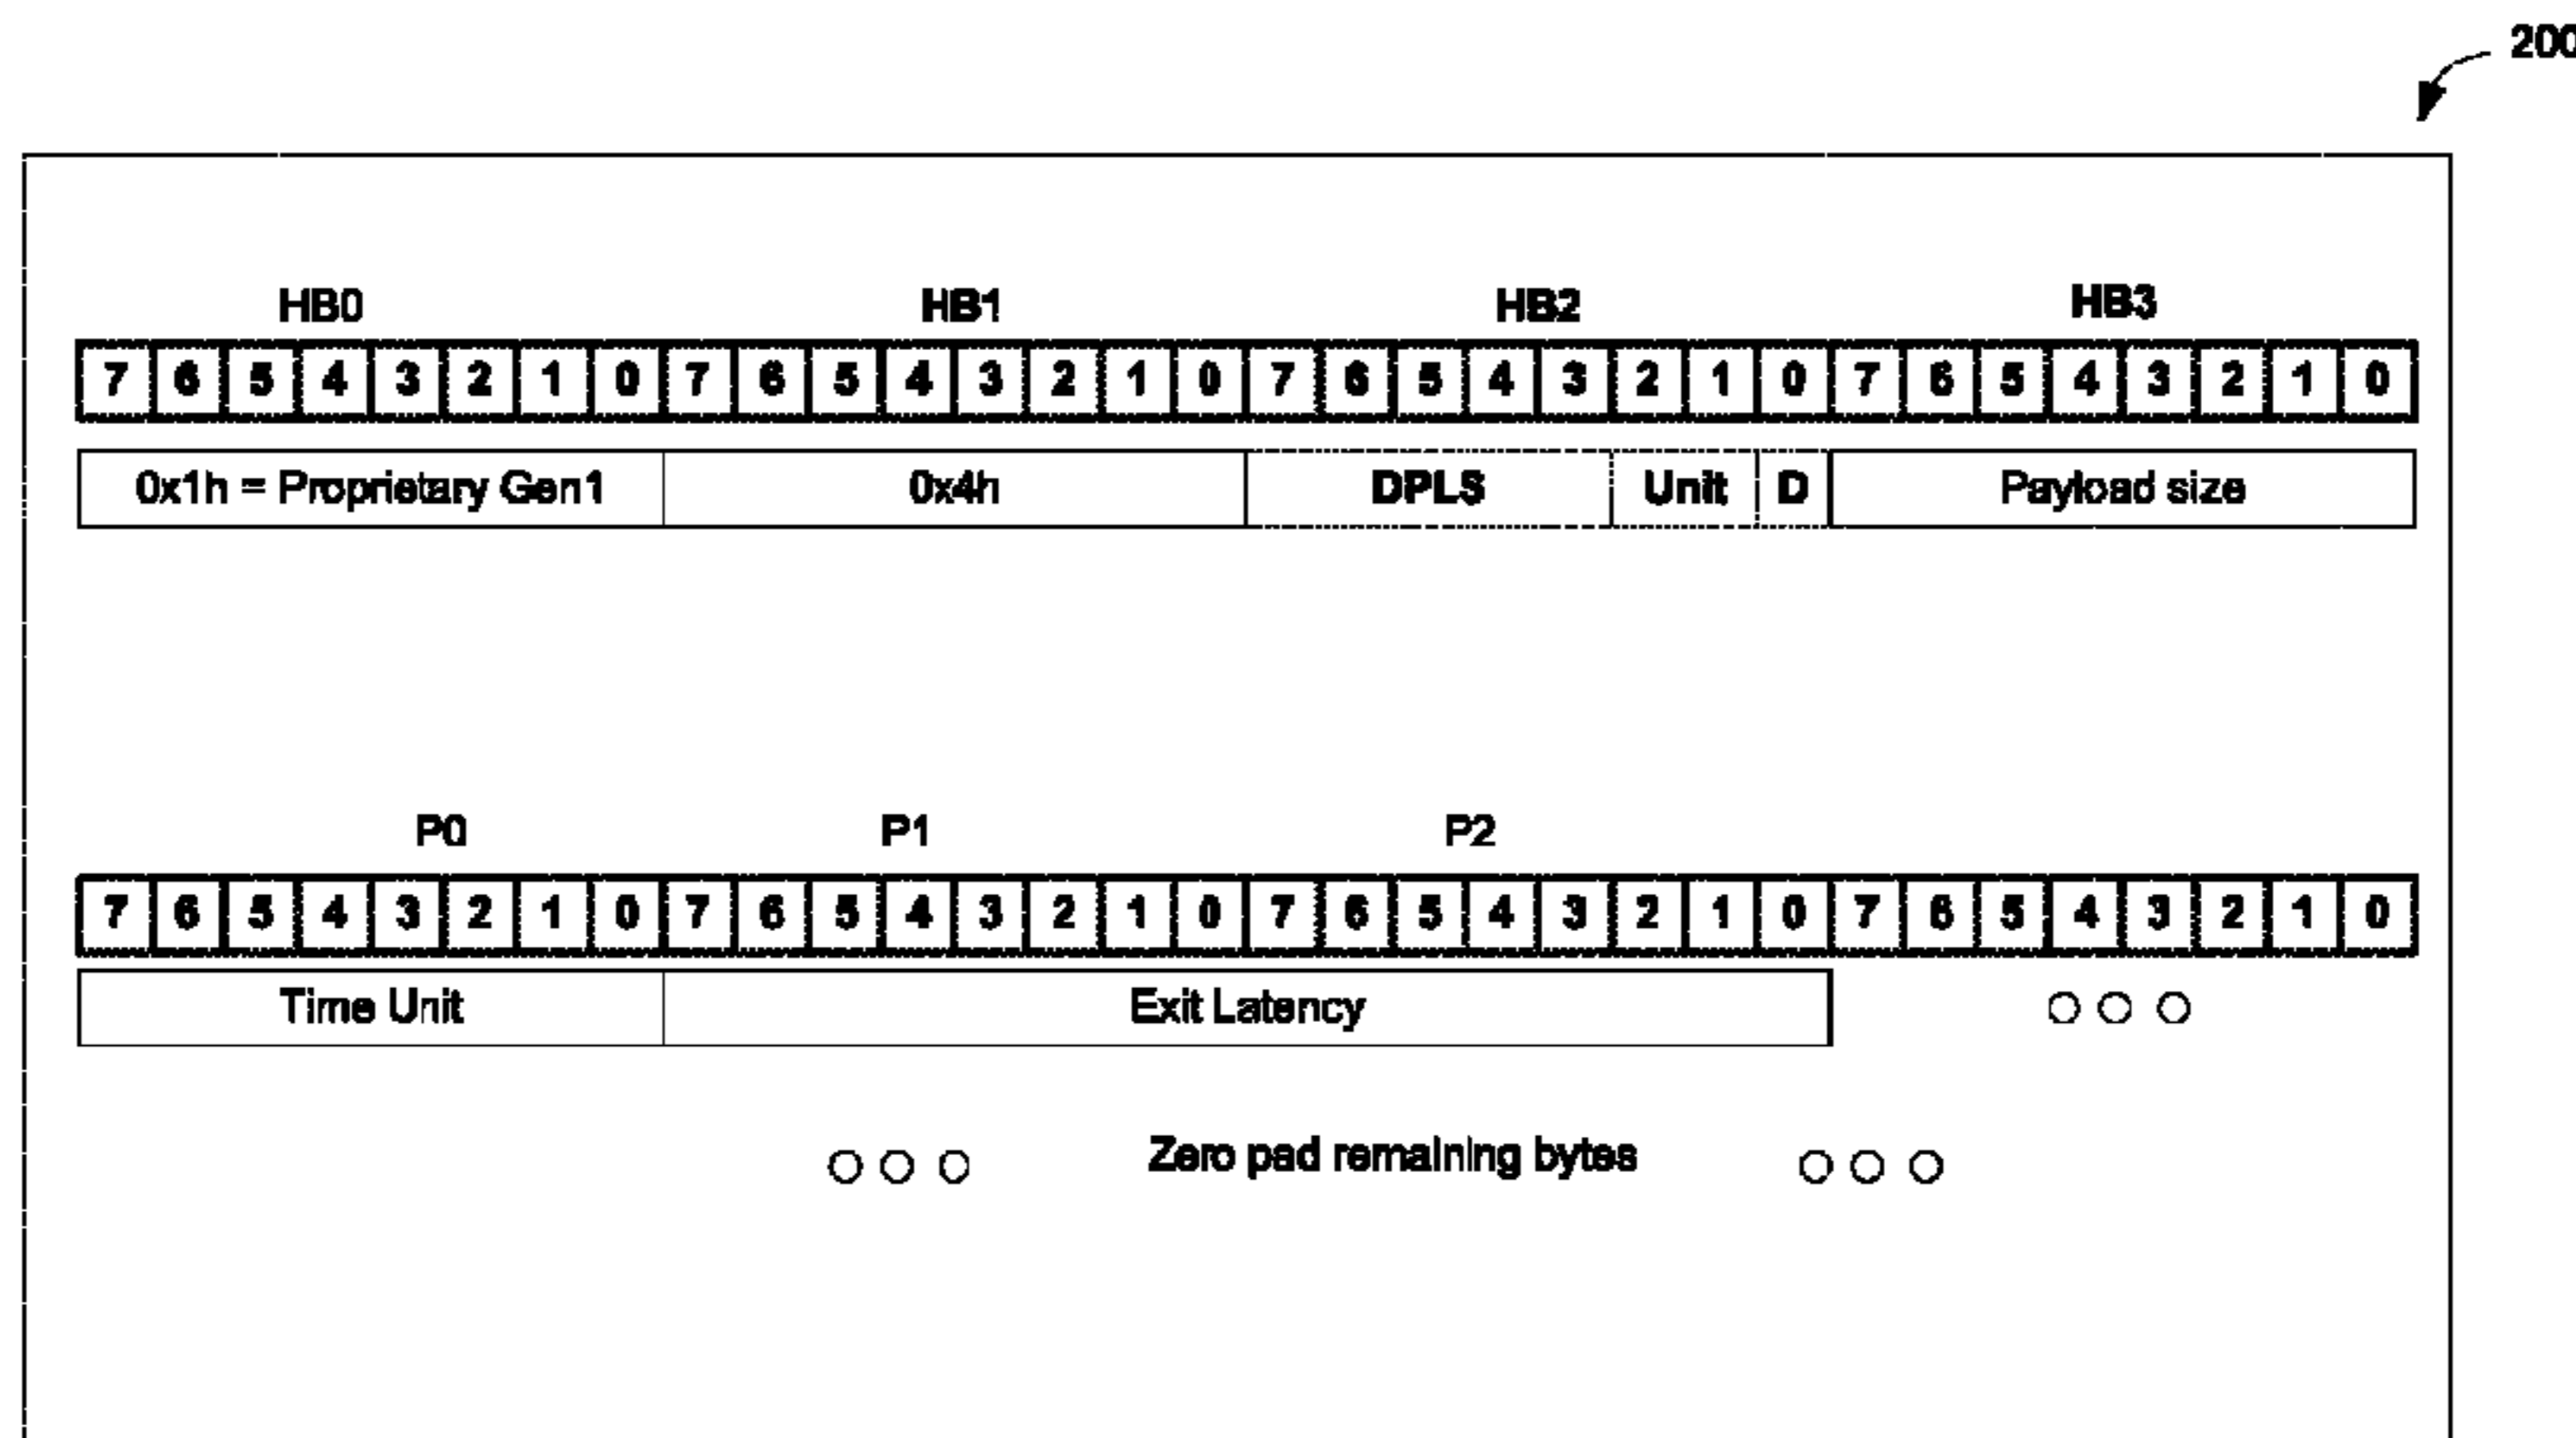 200
HB0 HB1 HB2 HB3
7 6 5 4 3 2 1 0 7 6 5 4 3 2 1 0 7 6 5 4 3 2 1 0 7 6 5 4 3 2 1 0
0x1h = Proprietary Gen1 0x4h DPLS Unit D Payload size
P0 P1 P2
7 6 5 4 3 2 1 0 7 6 5 4 3 2 1 0 7 6 5 4 3 2 1 0 7 6 5 4 3 2 1 0
Time Unit Exit Latency
Zero pad remaining bytes